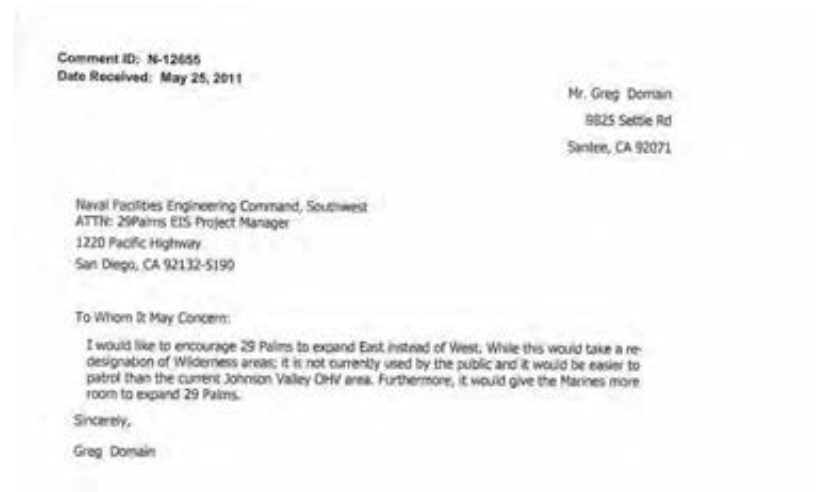 Comment ID: N-12655
Date Received: May 25, 2011
Mr. Greg Domain
9825 Settle Rd
Santee, CA 92071
Naval Facilities Engineering Command, Southwest
ATTN: 29Palms EIS Project Manager
1220 Pacific Highway
San Diego, CA 92132-5190
To Whom It May Concern:
I would like to encourage 29 Palms to expand East instead of West. While this would take a re-
designation of Wilderness areas; it is not currently used by the public and it would be easier to
patrol than the current Johnson Valley OHV area. Furthermore, it would give the Marines more
room to expand 29 Palms.
Sincerely,
Greg Domain